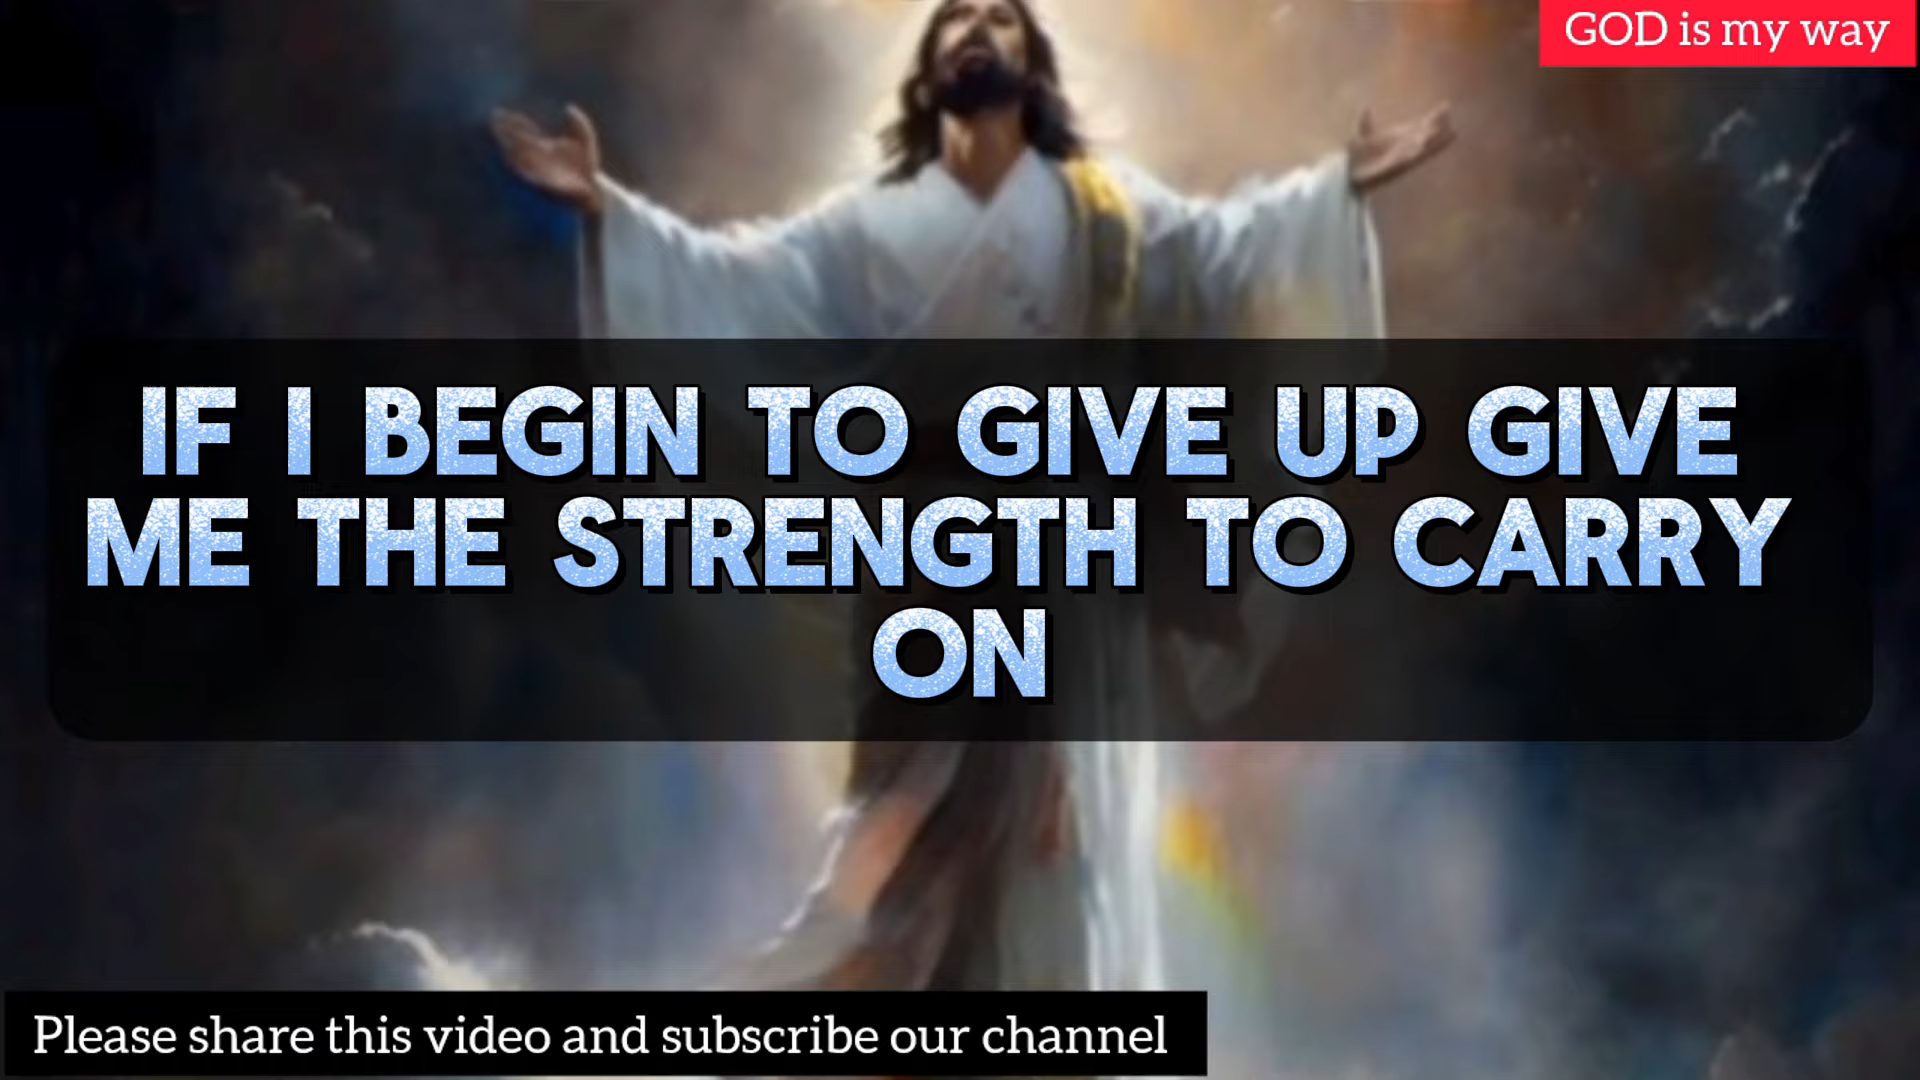 GOD is my way
IF I BEGIN TO GIVE UP GIVE
ME THE STRENGTH TO CARRY
ON
Please share this video and subscribe our channel